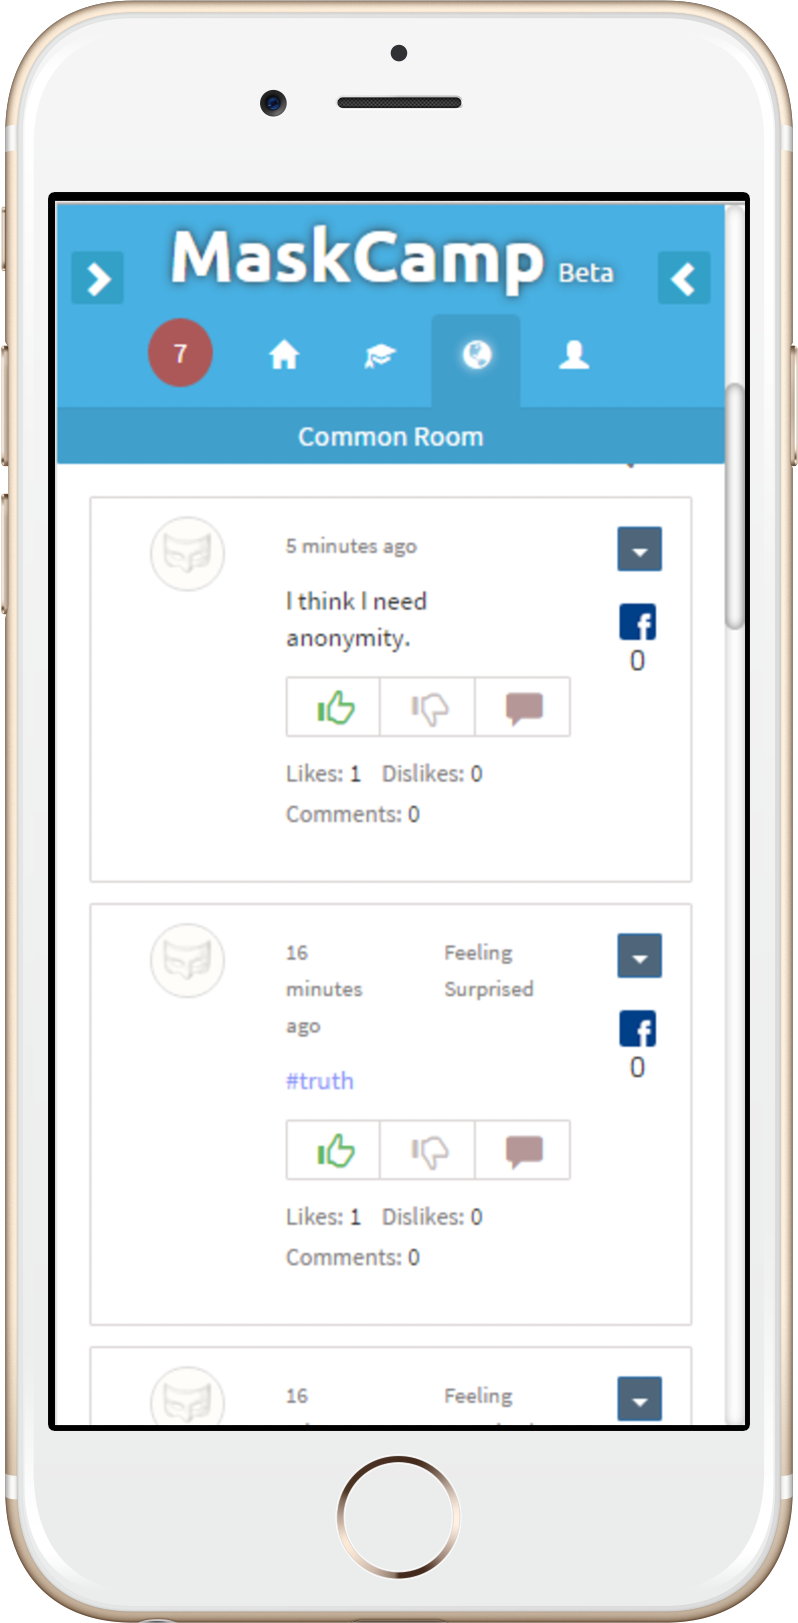 MaskCamp Beta
7
Common Room
5 minutes ago
I think I need
anonymity.
0
Likes: 1 Dislikes: 0
Comments: 0
16
minutes
ago
Feeling
Surprised
#truth
0
Likes: 1 Dislikes: 0
Comments: 0
16
Feeling